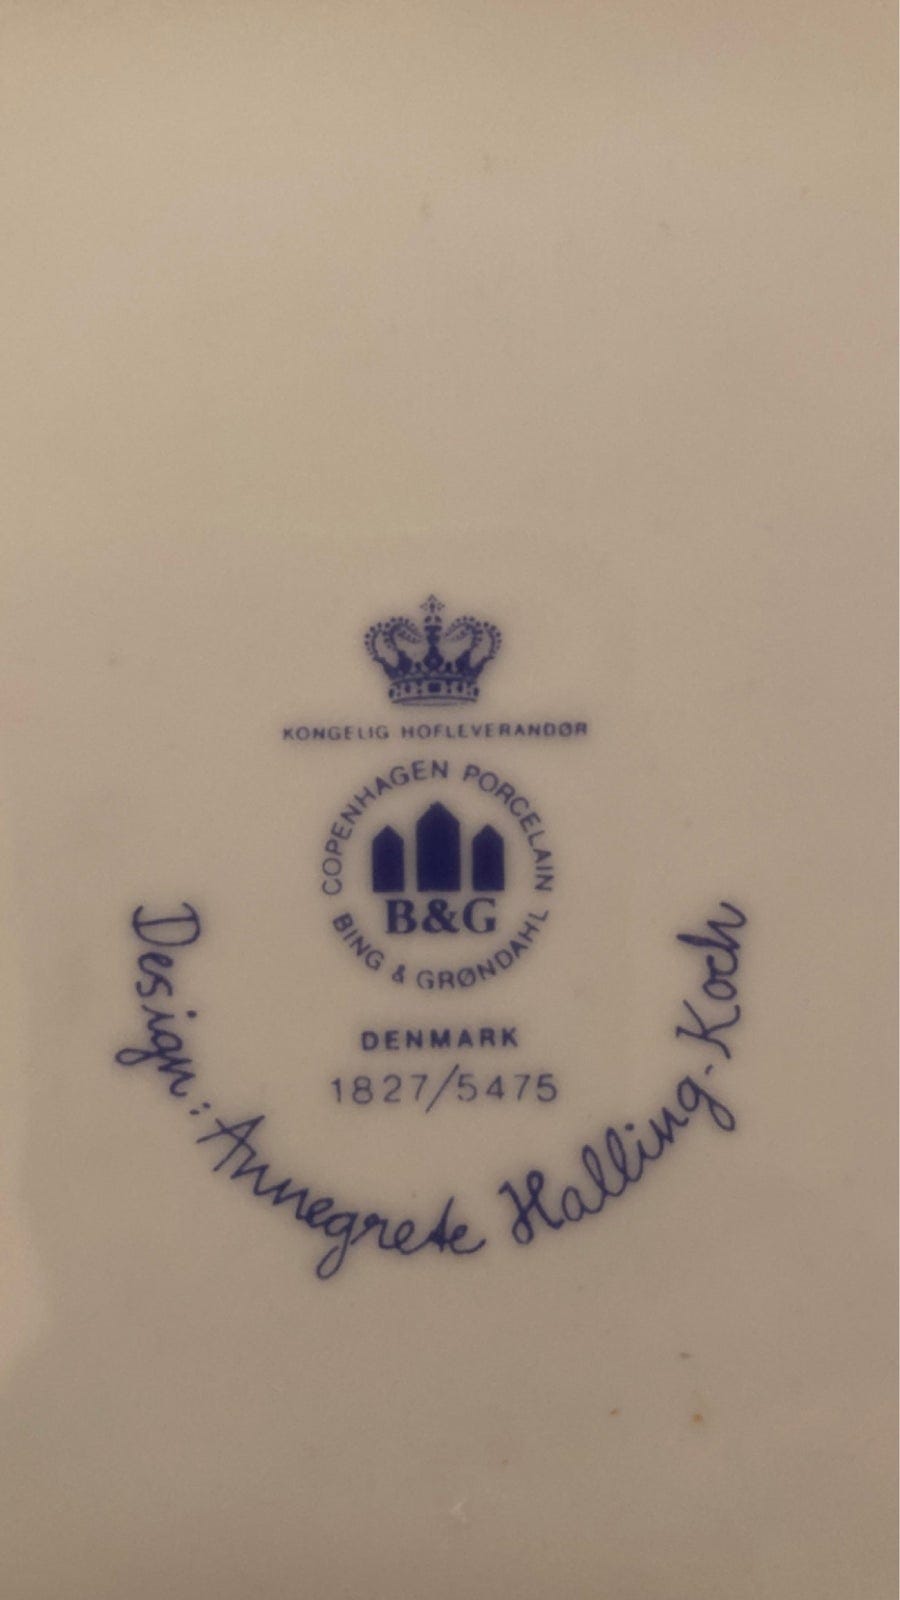 KONGELIG HOFLEVERANDØR
COPENHAGEN PORCELAIN
B&G
BING & GRØNDAHL
DENMARK
1827/5475
Design: Annegrete Halling-Koch